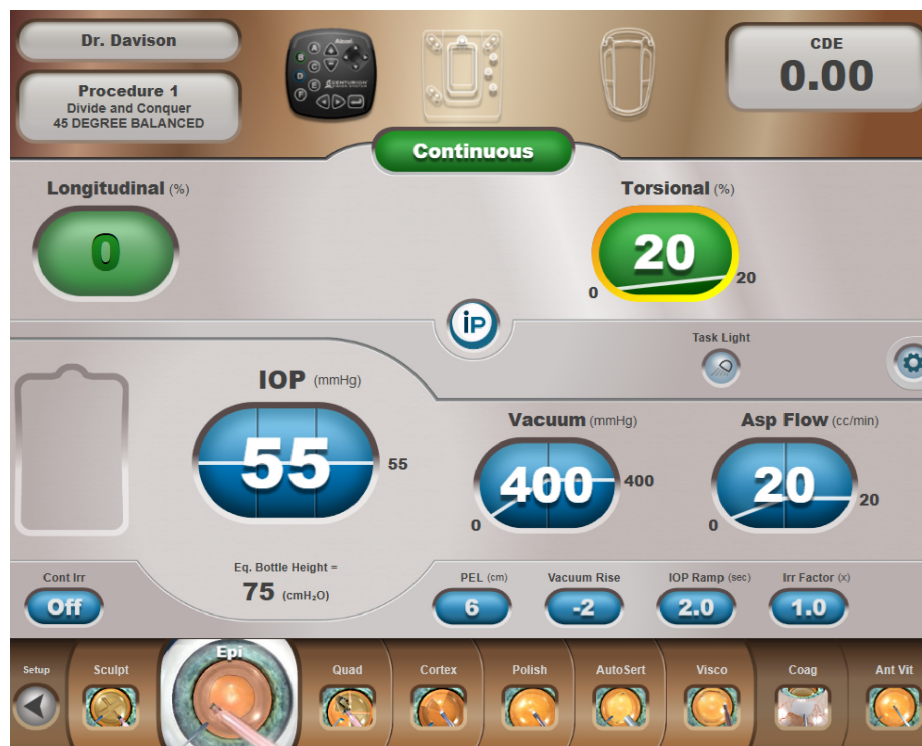 Dr. Davison
Procedure 1
Divide and Conquer
45 DEGREE BALANCED
Alcon
A
B
C
D
E
F
CENTURION
CDE
0.00
Continuous
Longitudinal (%)
0
Torsional (%)
20
0
20
iP
Task Light
IOP (mmHg)
55
55
Vacuum (mmHg)
400
0
400
Asp Flow (cc/min)
20
0
20
Eq. Bottle Height =
75 (cmH₂O)
Cont Irr
Off
PEL (cm)
6
Vacuum Rise
-2
IOP Ramp (sec)
2.0
Irr Factor (x)
1.0
Setup
Sculpt
Epi
Quad
Cortex
Polish
AutoSert
Visco
Coag
Ant Vit